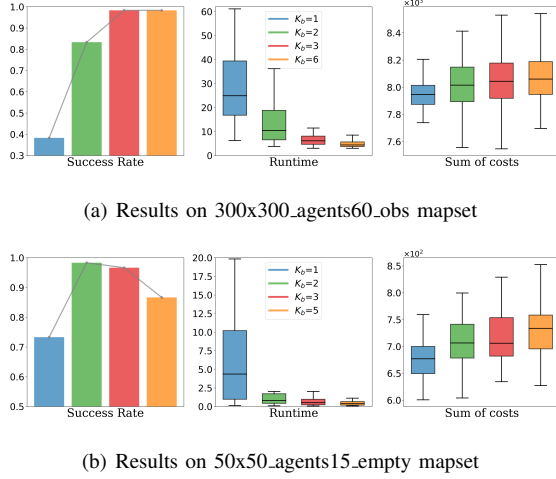 1.0
0.9
0.8
0.7
0.6
0.5
0.4
0.3
Success Rate
60
50
40
30
20
10
0
K_b=1
K_b=2
K_b=3
K_b=6
Runtime
×10³
8.4
8.2
8.0
7.8
7.6
Sum of costs
(a) Results on 300x300_agents60_obs mapset
1.0
0.9
0.8
0.7
0.6
0.5
Success Rate
20.0
17.5
15.0
12.5
10.0
7.5
5.0
2.5
0.0
K_b=1
K_b=2
K_b=3
K_b=5
Runtime
×10²
8.5
8.0
7.5
7.0
6.5
6.0
Sum of costs
(b) Results on 50x50_agents15_empty mapset